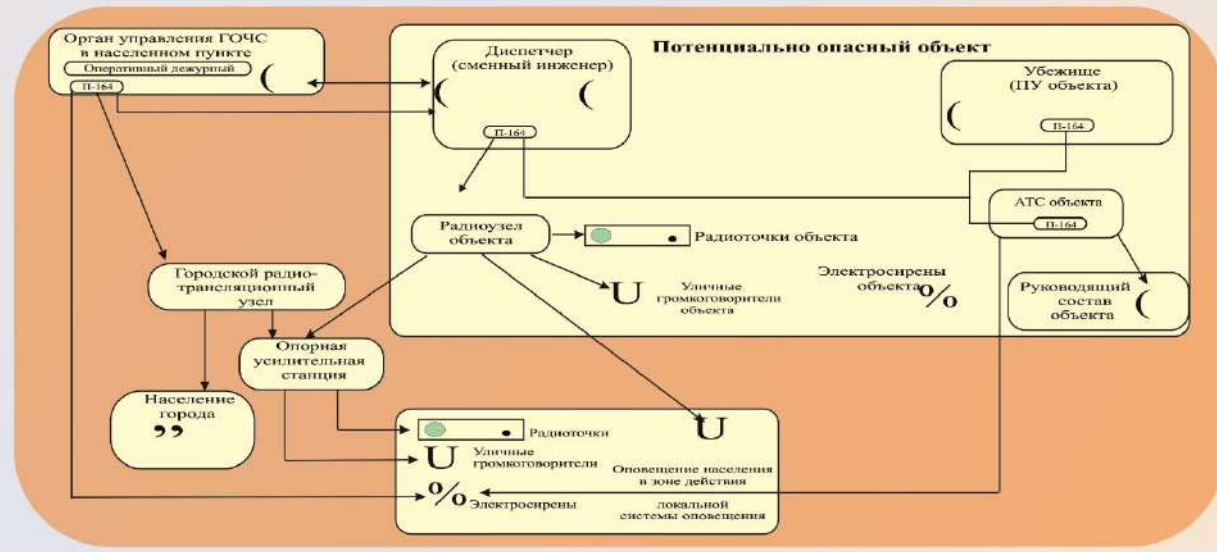 Орган управления ГОЧС
в населенном пункте
Оперативный дежурный
(
П-164
Потенциально опасный объект
Диспетчер
(сменный инженер)
(
(
П-164
Убежище
(ПУ объекта)
(
П-164
АТС объекта
П-164
Радиоузел
объекта
Радиоточки объекта
U
Уличные
громкоговорители
объекта
Электросирены
объекта
%
Руководящий
состав
объекта
(
Городской радио-
трансляционный
узел
Опорная
усилительная
станция
Население
города
”
Радиоточки
U
U
Уличные
громкоговорители
%
Электросирены
Оповещение населения
в зоне действия
локальной
системы оповещения